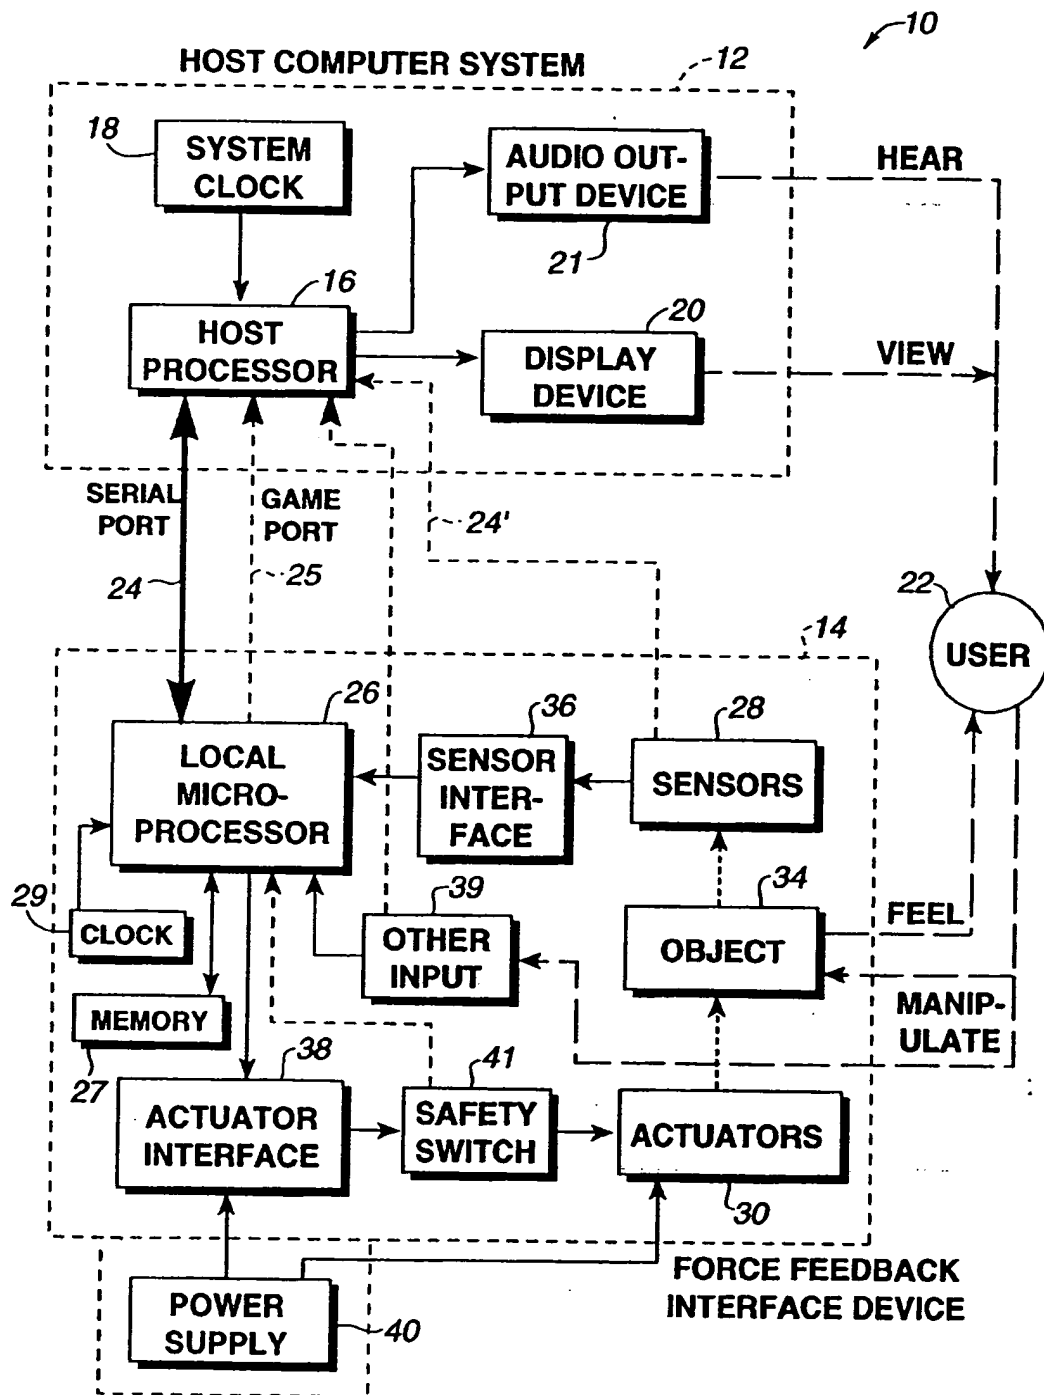 10
HOST COMPUTER SYSTEM
12
18
SYSTEM
CLOCK
AUDIO OUT-
PUT DEVICE
21
HEAR
16
HOST
PROCESSOR
20
DISPLAY
DEVICE
VIEW
SERIAL
PORT
GAME
PORT
24'
24
25
22
USER
14
26
LOCAL
MICRO-
PROCESSOR
36
SENSOR
INTER-
FACE
28
SENSORS
29
CLOCK
39
OTHER
INPUT
34
OBJECT
FEEL
MANIP-
ULATE
MEMORY
27
38
ACTUATOR
INTERFACE
41
SAFETY
SWITCH
ACTUATORS
30
FORCE FEEDBACK
INTERFACE DEVICE
POWER
SUPPLY
40